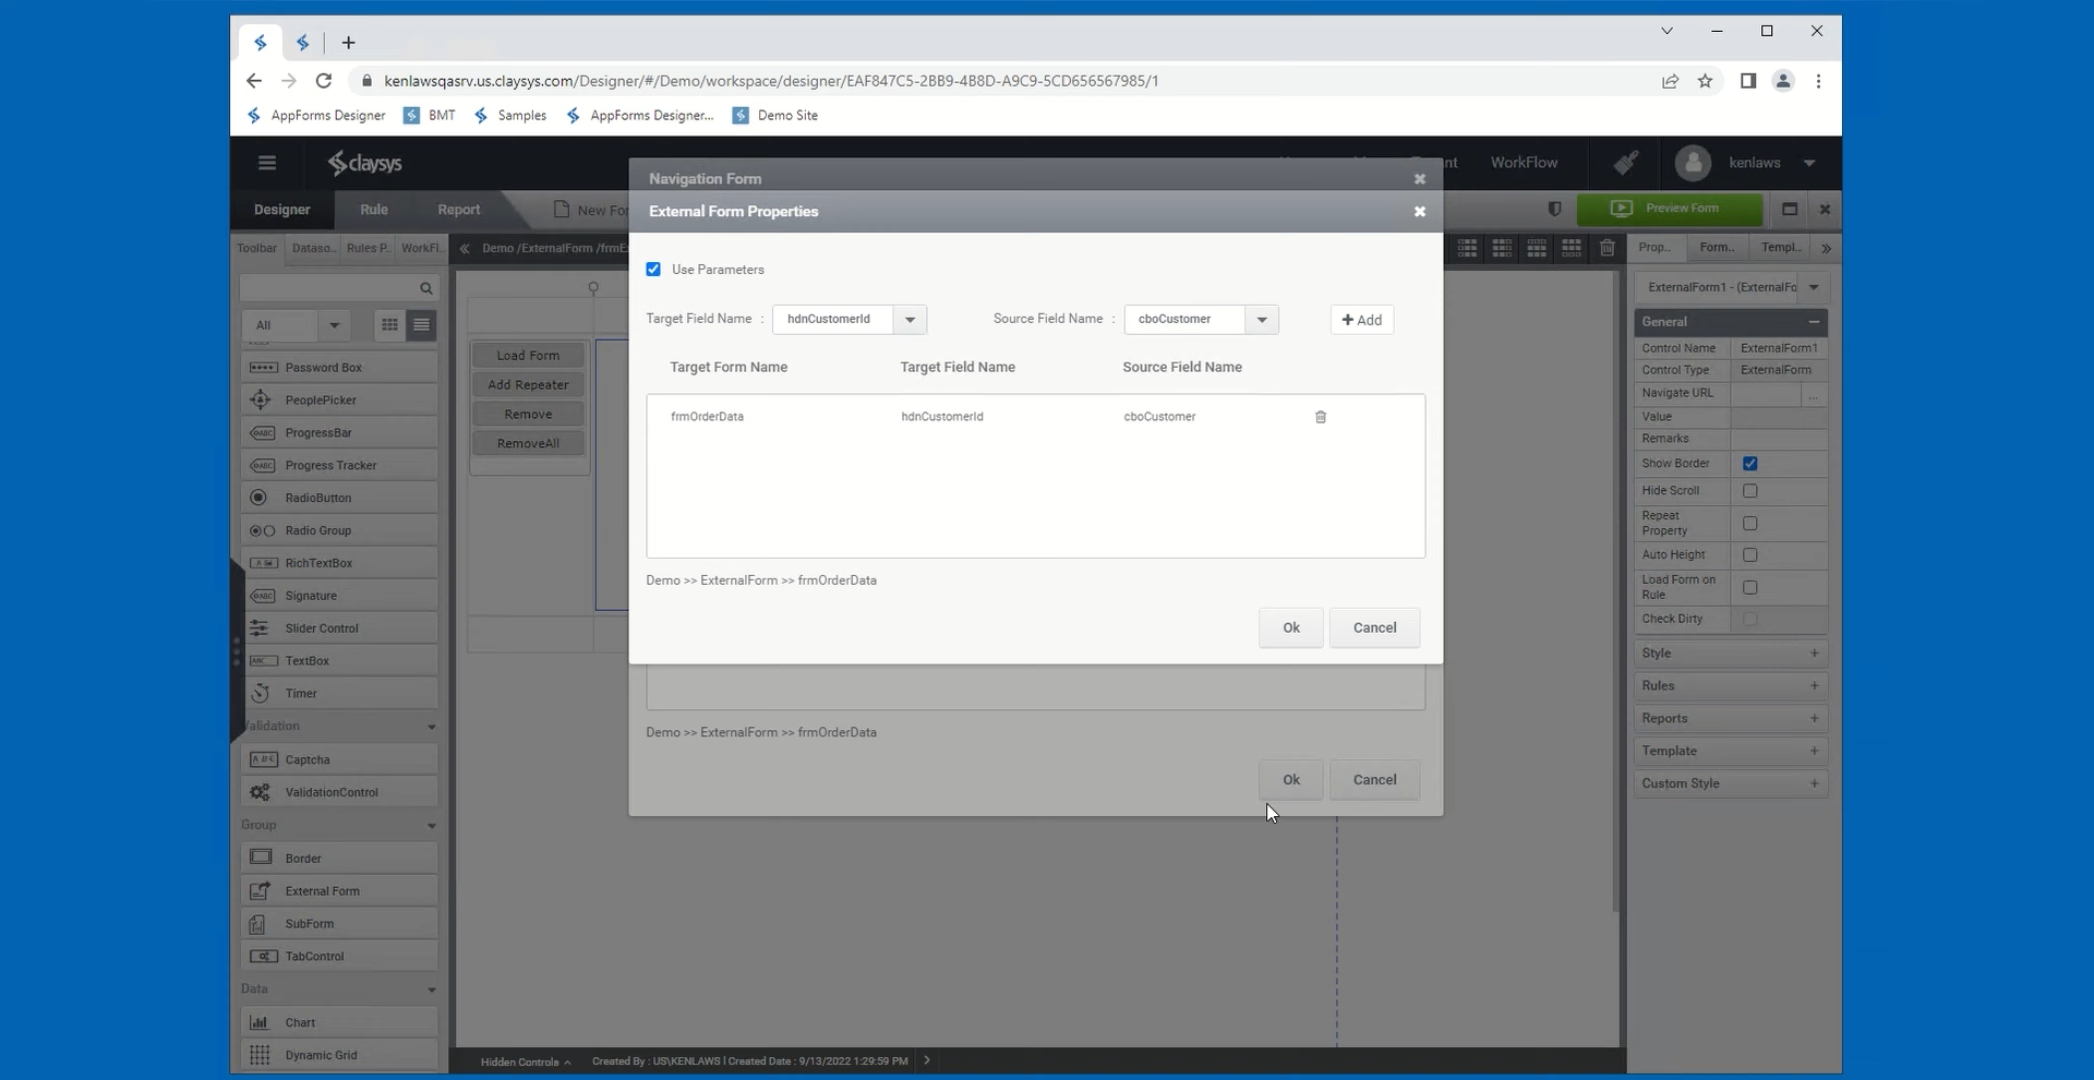 kenlawsqasrv.us.claysys.com/Designer/#/Demo/workspace/designer/EAF847C5-2BB9-4B8D-A9C9-5CD656567985/1
AppForms Designer
BMT
Samples
AppForms Designer...
Demo Site
claysys
WorkFlow
kenlaws
Navigation Form
Designer
Rule
Report
New For
External Form Properties
Preview Form
Toolbar
Dataso..
Rules P..
WorkFl..
Demo /ExternalForm /frmE
Prop..
Form..
Templ..
Use Parameters
ExternalForm1 - (ExternalFo
Target Field Name :
hdnCustomerId
Source Field Name :
cboCustomer
Add
All
General
Load Form
Add Repeater
Remove
RemoveAll
Target Form Name
Target Field Name
Source Field Name
frmOrderData
hdnCustomerId
cboCustomer
Demo >> ExternalForm >> frmOrderData
Ok
Cancel
Demo >> ExternalForm >> frmOrderData
Ok
Cancel
Password Box
PeoplePicker
ProgressBar
Progress Tracker
RadioButton
Radio Group
RichTextBox
Signature
Slider Control
TextBox
Timer
alidation
Captcha
ValidationControl
Group
Border
External Form
SubForm
TabControl
Data
Chart
Dynamic Grid
Control Name
ExternalForm1
Control Type
ExternalForm
Navigate URL
...
Value
Remarks
Show Border
Hide Scroll
Repeat
Property
Auto Height
Load Form on
Rule
Check Dirty
Style
Rules
Reports
Template
Custom Style
Hidden Controls
Created By : US\KENLAWS | Created Date : 9/13/2022 1:29:59 PM